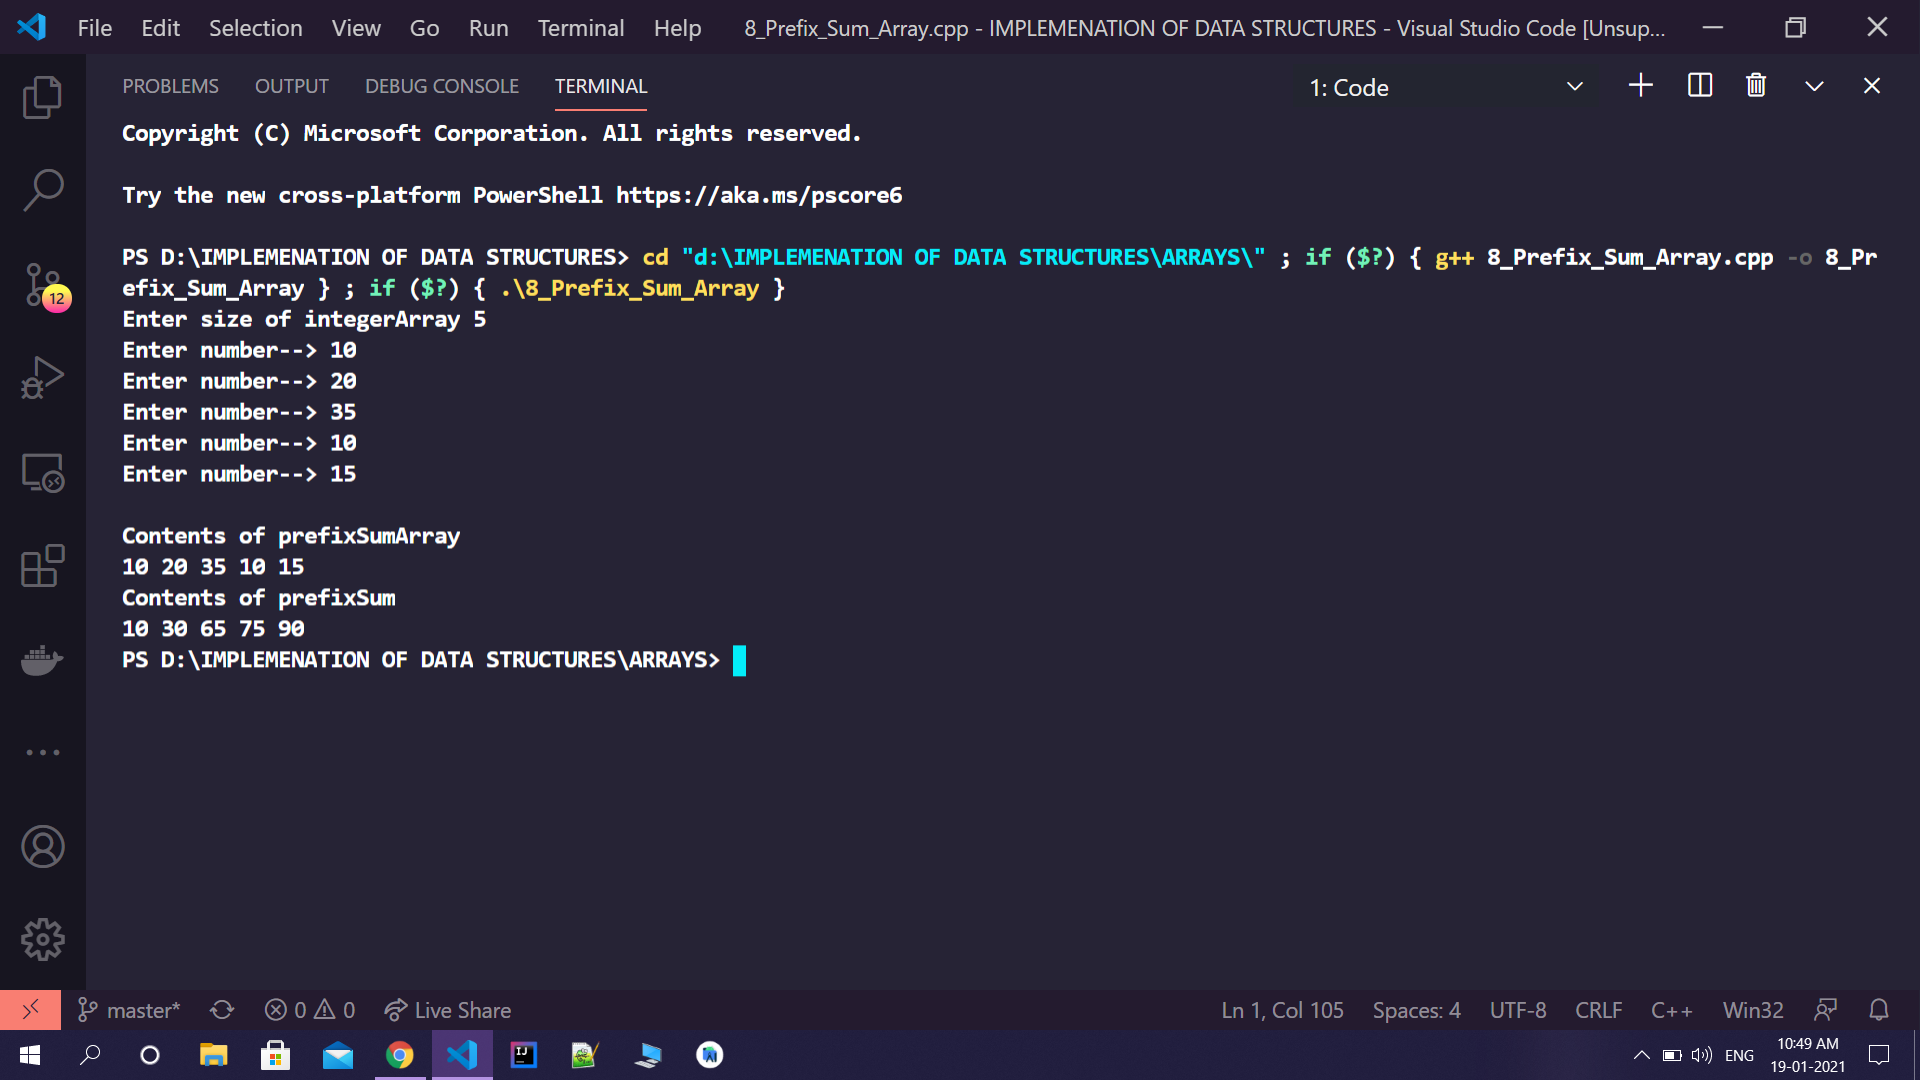 File Edit Selection View Go Run Terminal Help 8_Prefix_Sum_Array.cpp - IMPLEMENATION OF DATA STRUCTURES - Visual Studio Code [Unsup...
PROBLEMS OUTPUT DEBUG CONSOLE TERMINAL 1: Code
Copyright (C) Microsoft Corporation. All rights reserved.
Try the new cross-platform PowerShell https://aka.ms/pscore6
PS D:\IMPLEMENATION OF DATA STRUCTURES> cd "d:\IMPLEMENATION OF DATA STRUCTURES\ARRAYS\" ; if ($?) { g++ 8_Prefix_Sum_Array.cpp -o 8_Pr
efix_Sum_Array } ; if ($?) { .\8_Prefix_Sum_Array }
Enter size of integerArray 5
Enter number--> 10
Enter number--> 20
Enter number--> 35
Enter number--> 10
Enter number--> 15
Contents of prefixSumArray
10 20 35 10 15
Contents of prefixSum
10 30 65 75 90
PS D:\IMPLEMENATION OF DATA STRUCTURES\ARRAYS>
12
master* 0 0 Live Share Ln 1, Col 105 Spaces: 4 UTF-8 CRLF C++ Win32
IJ
ENG
10:49 AM
19-01-2021